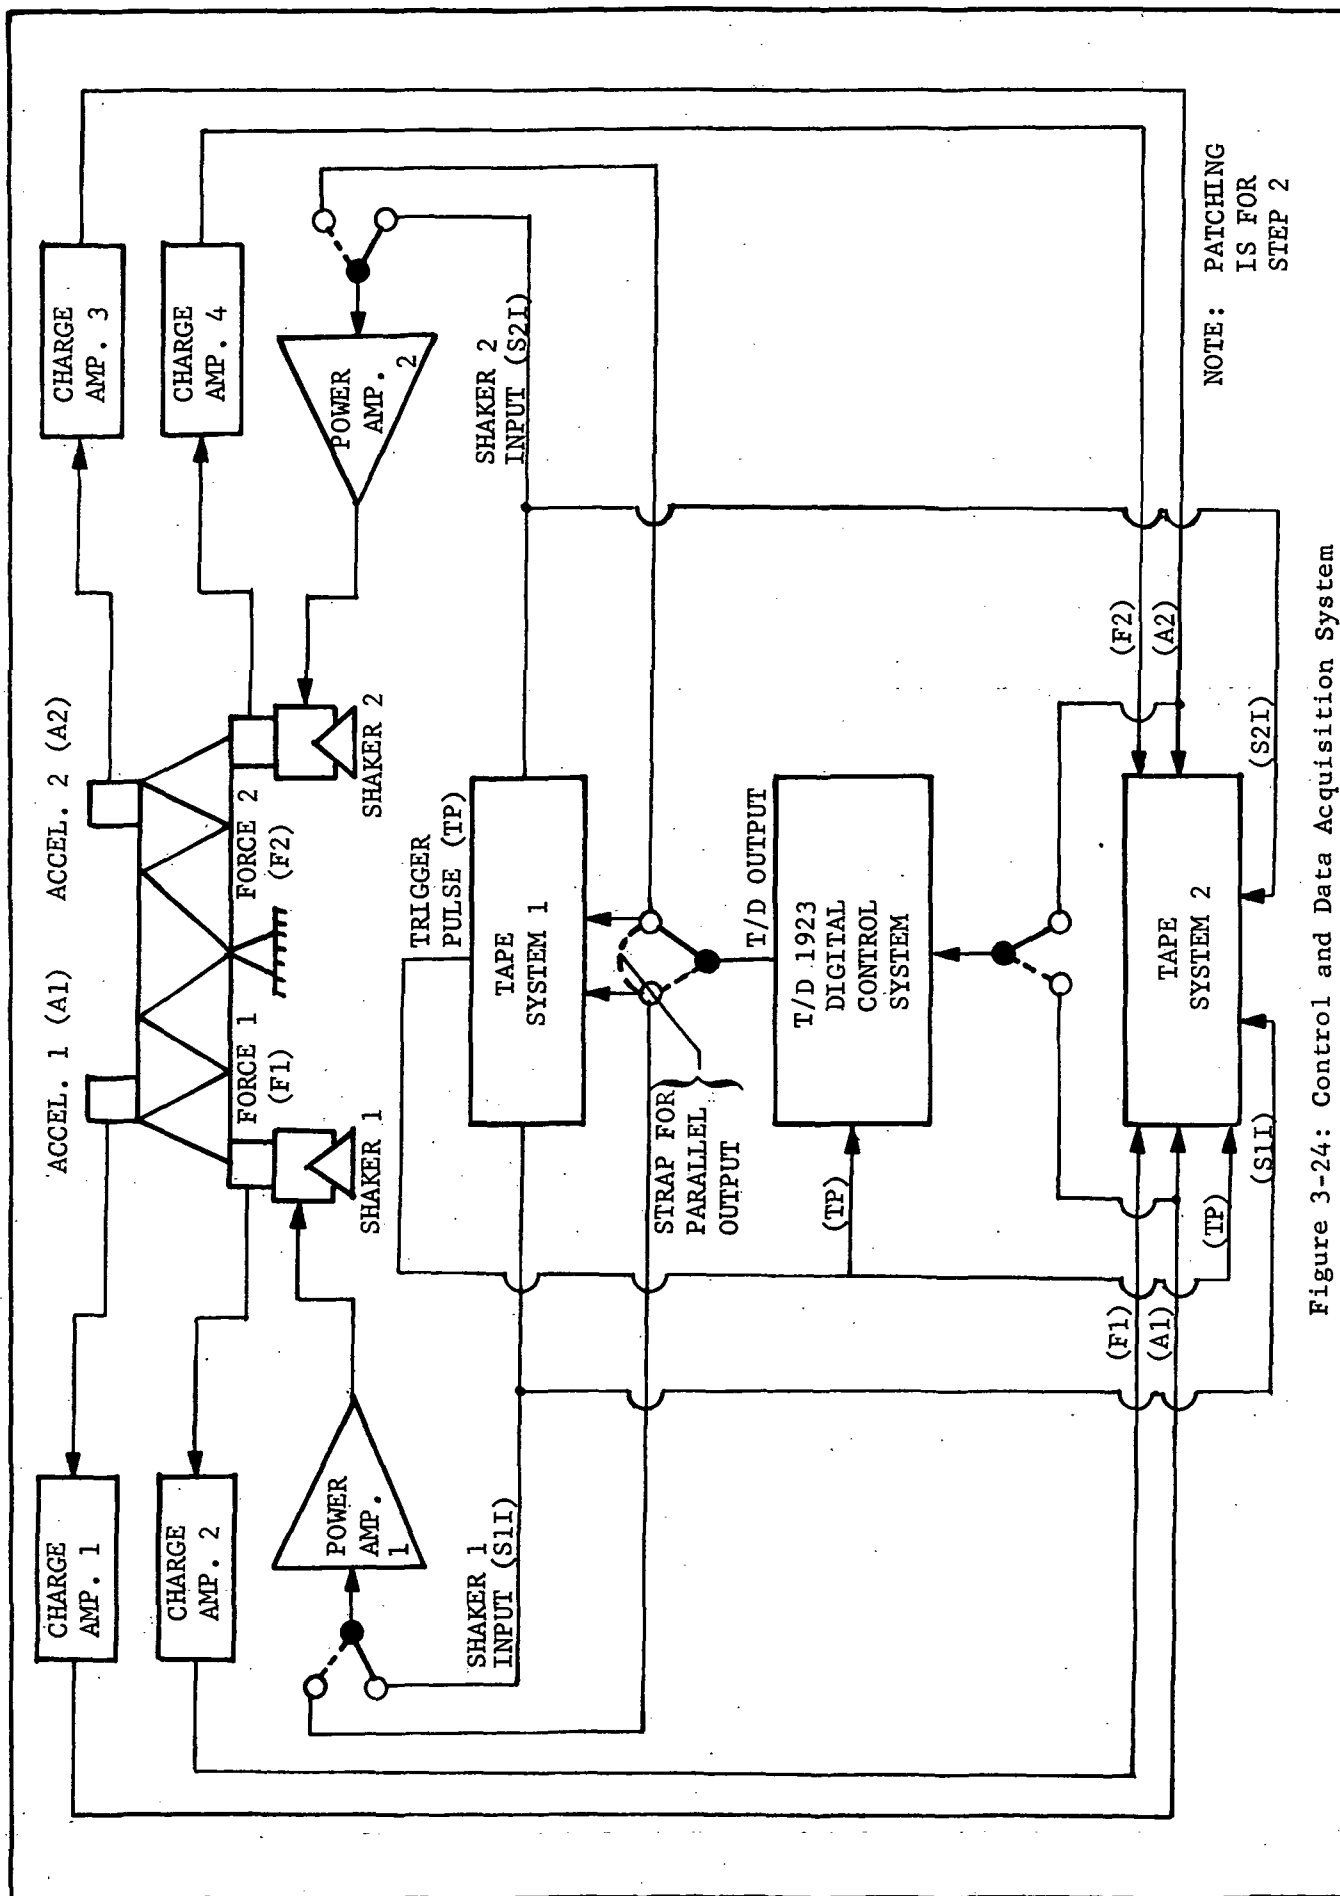 CHARGE
AMP. 1
CHARGE
AMP. 2
POWER
AMP.
1
SHAKER 1
INPUT (S1I)
ACCEL. 1 (A1)
ACCEL. 2 (A2)
FORCE 1
(F1)
FORCE 2
(F2)
SHAKER 1
SHAKER 2
CHARGE
AMP. 3
CHARGE
AMP. 4
POWER
AMP.
2
SHAKER 2
INPUT (S2I)
TRIGGER
PULSE (TP)
TAPE
SYSTEM 1
STRAP FOR
PARALLEL
OUTPUT
T/D OUTPUT
T/D 1923
DIGITAL
CONTROL
SYSTEM
(TP)
(F1)
(A1)
(TP)
(S1I)
TAPE
SYSTEM 2
(F2)
(A2)
(S2I)
NOTE: PATCHING
IS FOR
STEP 2
Figure 3-24: Control and Data Acquisition System